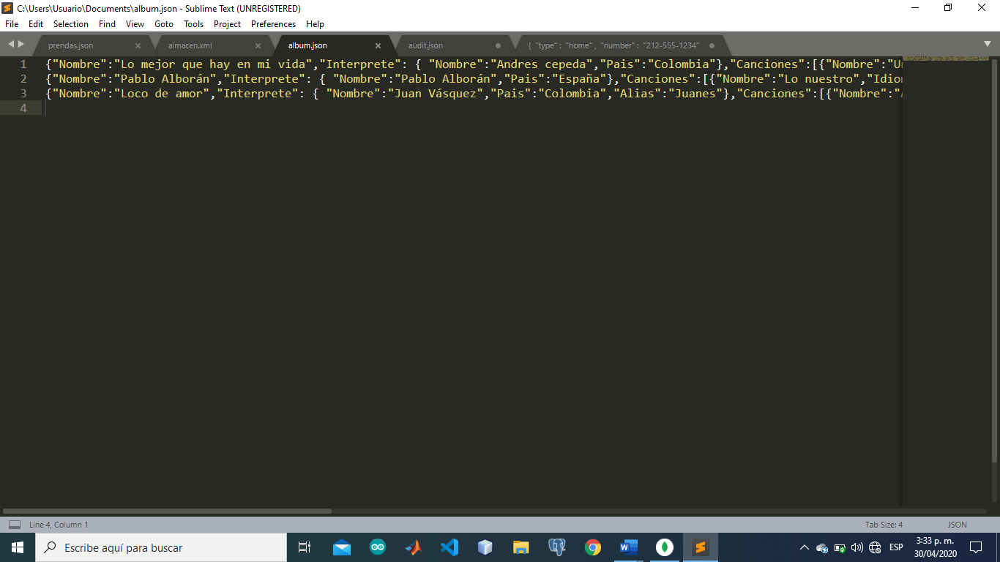 C:\Users\Usuario\Documents\album.json - Sublime Text (UNREGISTERED)
File Edit Selection Find View Goto Tools Project Preferences Help
prendas.json almacen.xml album.json audit.json { "type": "home", "number": "212-555-1234"
1 {"Nombre":"Lo mejor que hay en mi vida","Interprete": { "Nombre":"Andres cepeda","Pais":"Colombia"},"Canciones":[{"Nombre":"
2 {"Nombre":"Pablo Alborán","Interprete": { "Nombre":"Pablo Alborán","Pais":"España"},"Canciones":[{"Nombre":"Lo nuestro","Idio
3 {"Nombre":"Loco de amor","Interprete": { "Nombre":"Juan Vásquez","Pais":"Colombia","Alias":"Juanes"},"Canciones":[{"Nombre":"
4
Line 4, Column 1 Tab Size: 4 JSON
Escribe aquí para buscar
ESP
3:33 p. m.
30/04/2020